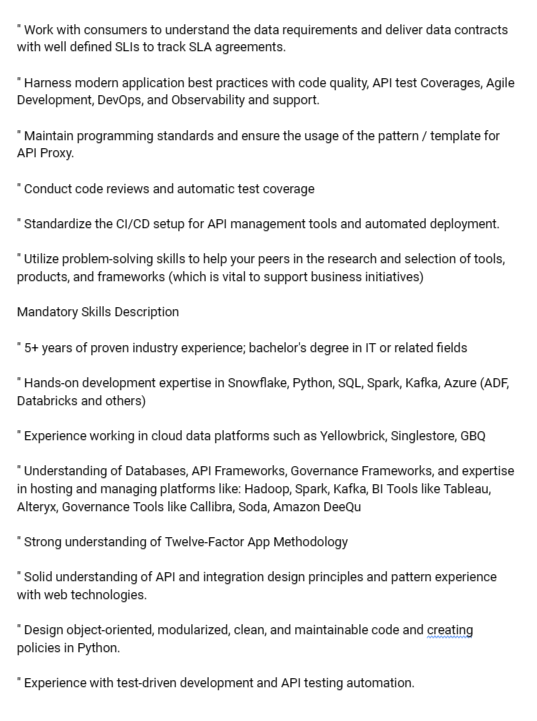 " Work with consumers to understand the data requirements and deliver data contracts
with well defined SLIs to track SLA agreements.
" Harness modern application best practices with code quality, API test Coverages, Agile
Development, DevOps, and Observability and support.
" Maintain programming standards and ensure the usage of the pattern / template for
API Proxy.
" Conduct code reviews and automatic test coverage
" Standardize the CI/CD setup for API management tools and automated deployment.
" Utilize problem-solving skills to help your peers in the research and selection of tools,
products, and frameworks (which is vital to support business initiatives)
Mandatory Skills Description
" 5+ years of proven industry experience; bachelor's degree in IT or related fields
" Hands-on development expertise in Snowflake, Python, SQL, Spark, Kafka, Azure (ADF,
Databricks and others)
" Experience working in cloud data platforms such as Yellowbrick, Singlestore, GBQ
" Understanding of Databases, API Frameworks, Governance Frameworks, and expertise
in hosting and managing platforms like: Hadoop, Spark, Kafka, BI Tools like Tableau,
Alteryx, Governance Tools like Callibra, Soda, Amazon DeeQu
" Strong understanding of Twelve-Factor App Methodology
" Solid understanding of API and integration design principles and pattern experience
with web technologies.
" Design object-oriented, modularized, clean, and maintainable code and creating
policies in Python.
" Experience with test-driven development and API testing automation.